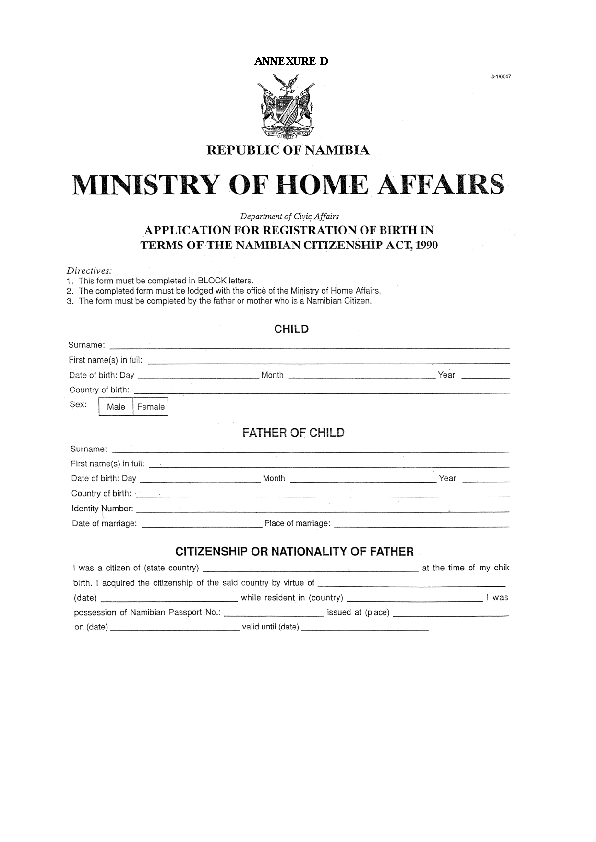 ANNEXURE D
REPUBLIC OF NAMIBIA
MINISTRY OF HOME AFFAIRS
Department of Civic Affairs
APPLICATION FOR REGISTRATION OF BIRTH IN
TERMS OF THE NAMIBIAN CITIZENSHIP ACT, 1990
Directives:
1. This form must be completed in BLOCK letters.
2. The completed form must be lodged with the office of the Ministry of Home Affairs.
3. The form must be completed by the father or mother who is a Namibian Citizen.
CHILD
Surname:
First name(s) in full:
Date of birth: Day Month Year
Country of birth:
Sex: Male Female
FATHER OF CHILD
Surname:
First name(s) in full:
Date of birth: Day Month Year
Country of birth:
Identity Number:
Date of marriage: Place of marriage:
CITIZENSHIP OR NATIONALITY OF FATHER
I was a citizen of (state country) at the time of my chik
birth. I acquired the citizenship of the said country by virtue of
(date) while resident in (country) I was
possession of Namibian Passport No.: issued at (place)
on (date) valid until (date)